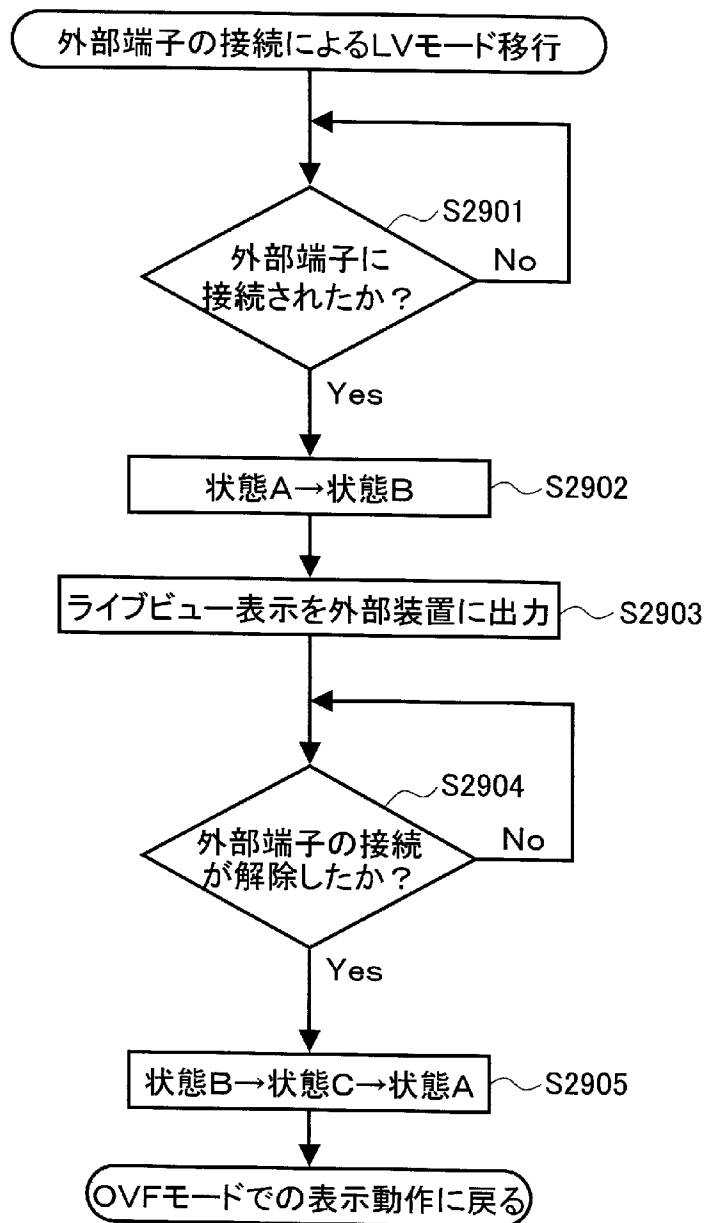 外部端子の接続によるLVモード移行
S2901
外部端子に
接続されたか？
No
Yes
状態A→状態B
S2902
ライブビュー表示を外部装置に出力
S2903
S2904
外部端子の接続
が解除したか？
No
Yes
状態B→状態C→状態A
S2905
OVFモードでの表示動作に戻る